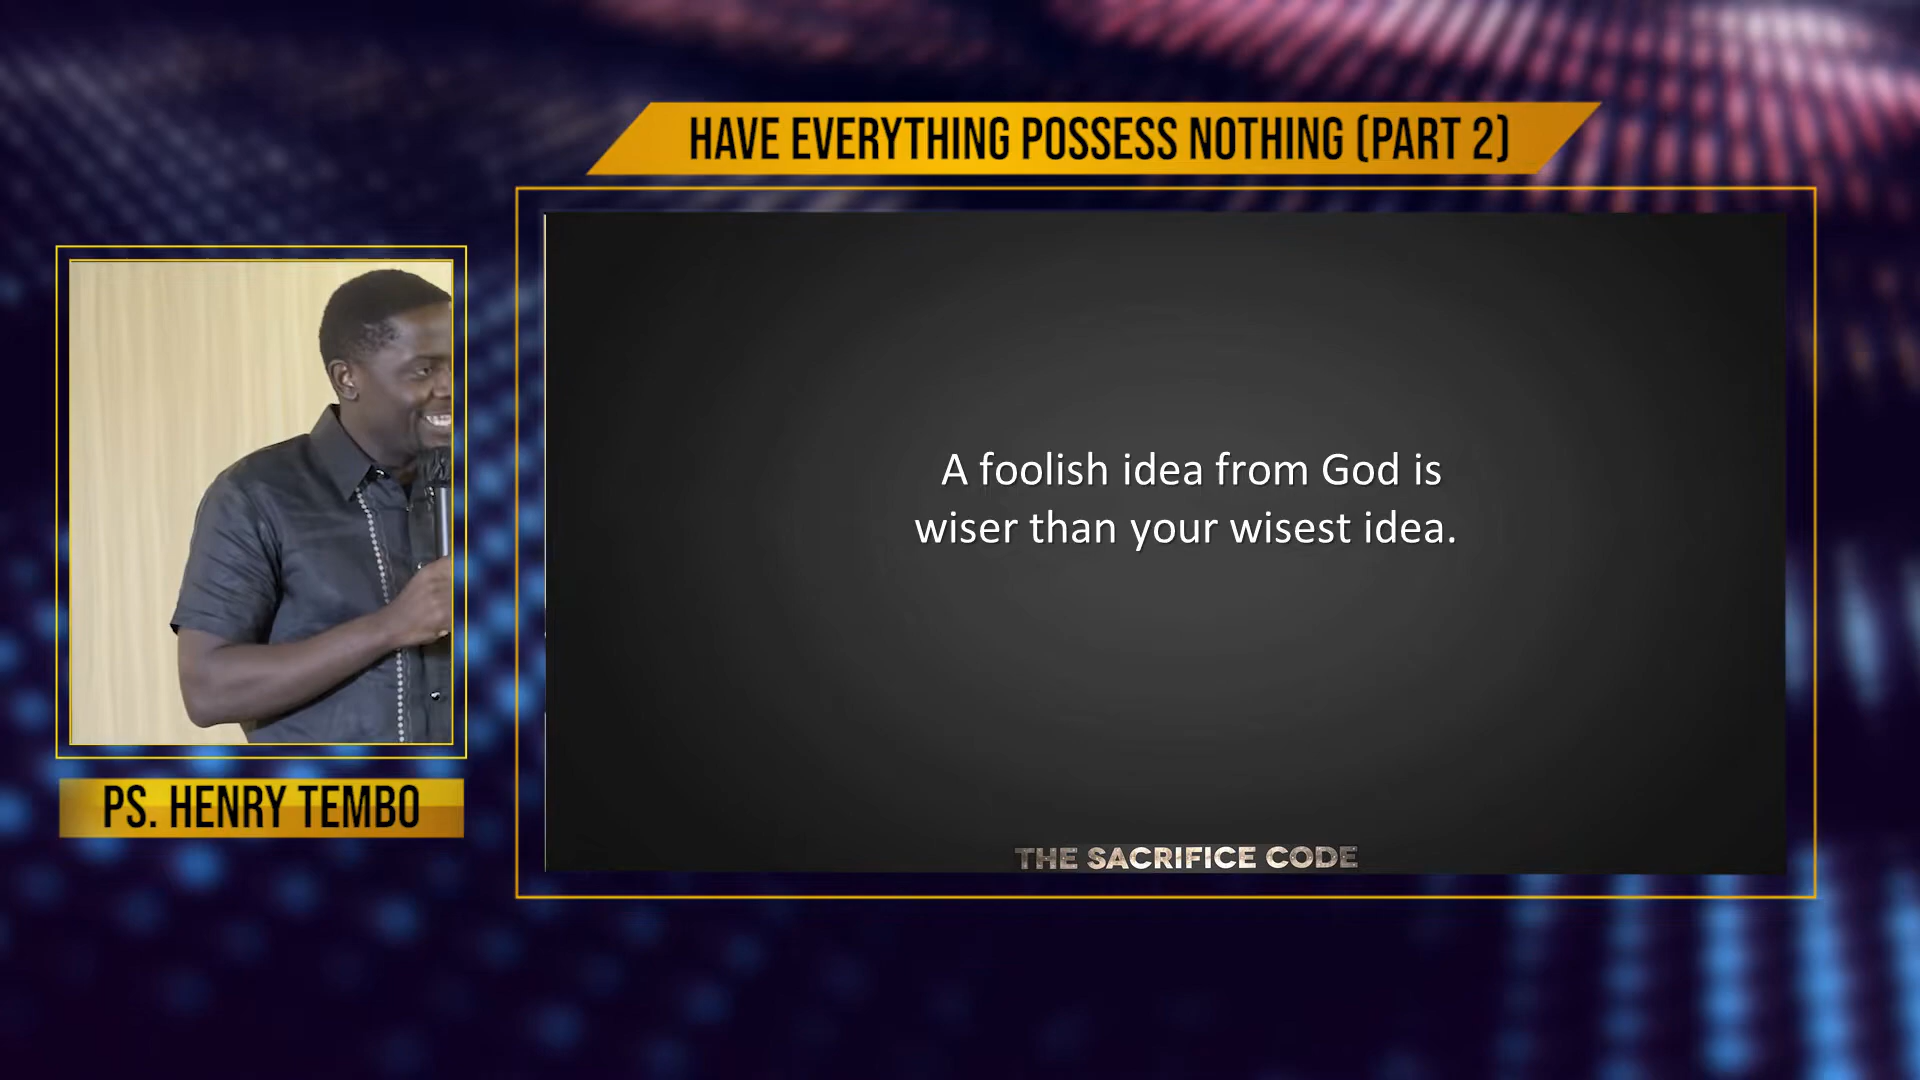 HAVE EVERYTHING POSSESS NOTHING (PART 2)
A foolish idea from God is
wiser than your wisest idea.
THE SACRIFICE CODE
PS. HENRY TEMBO